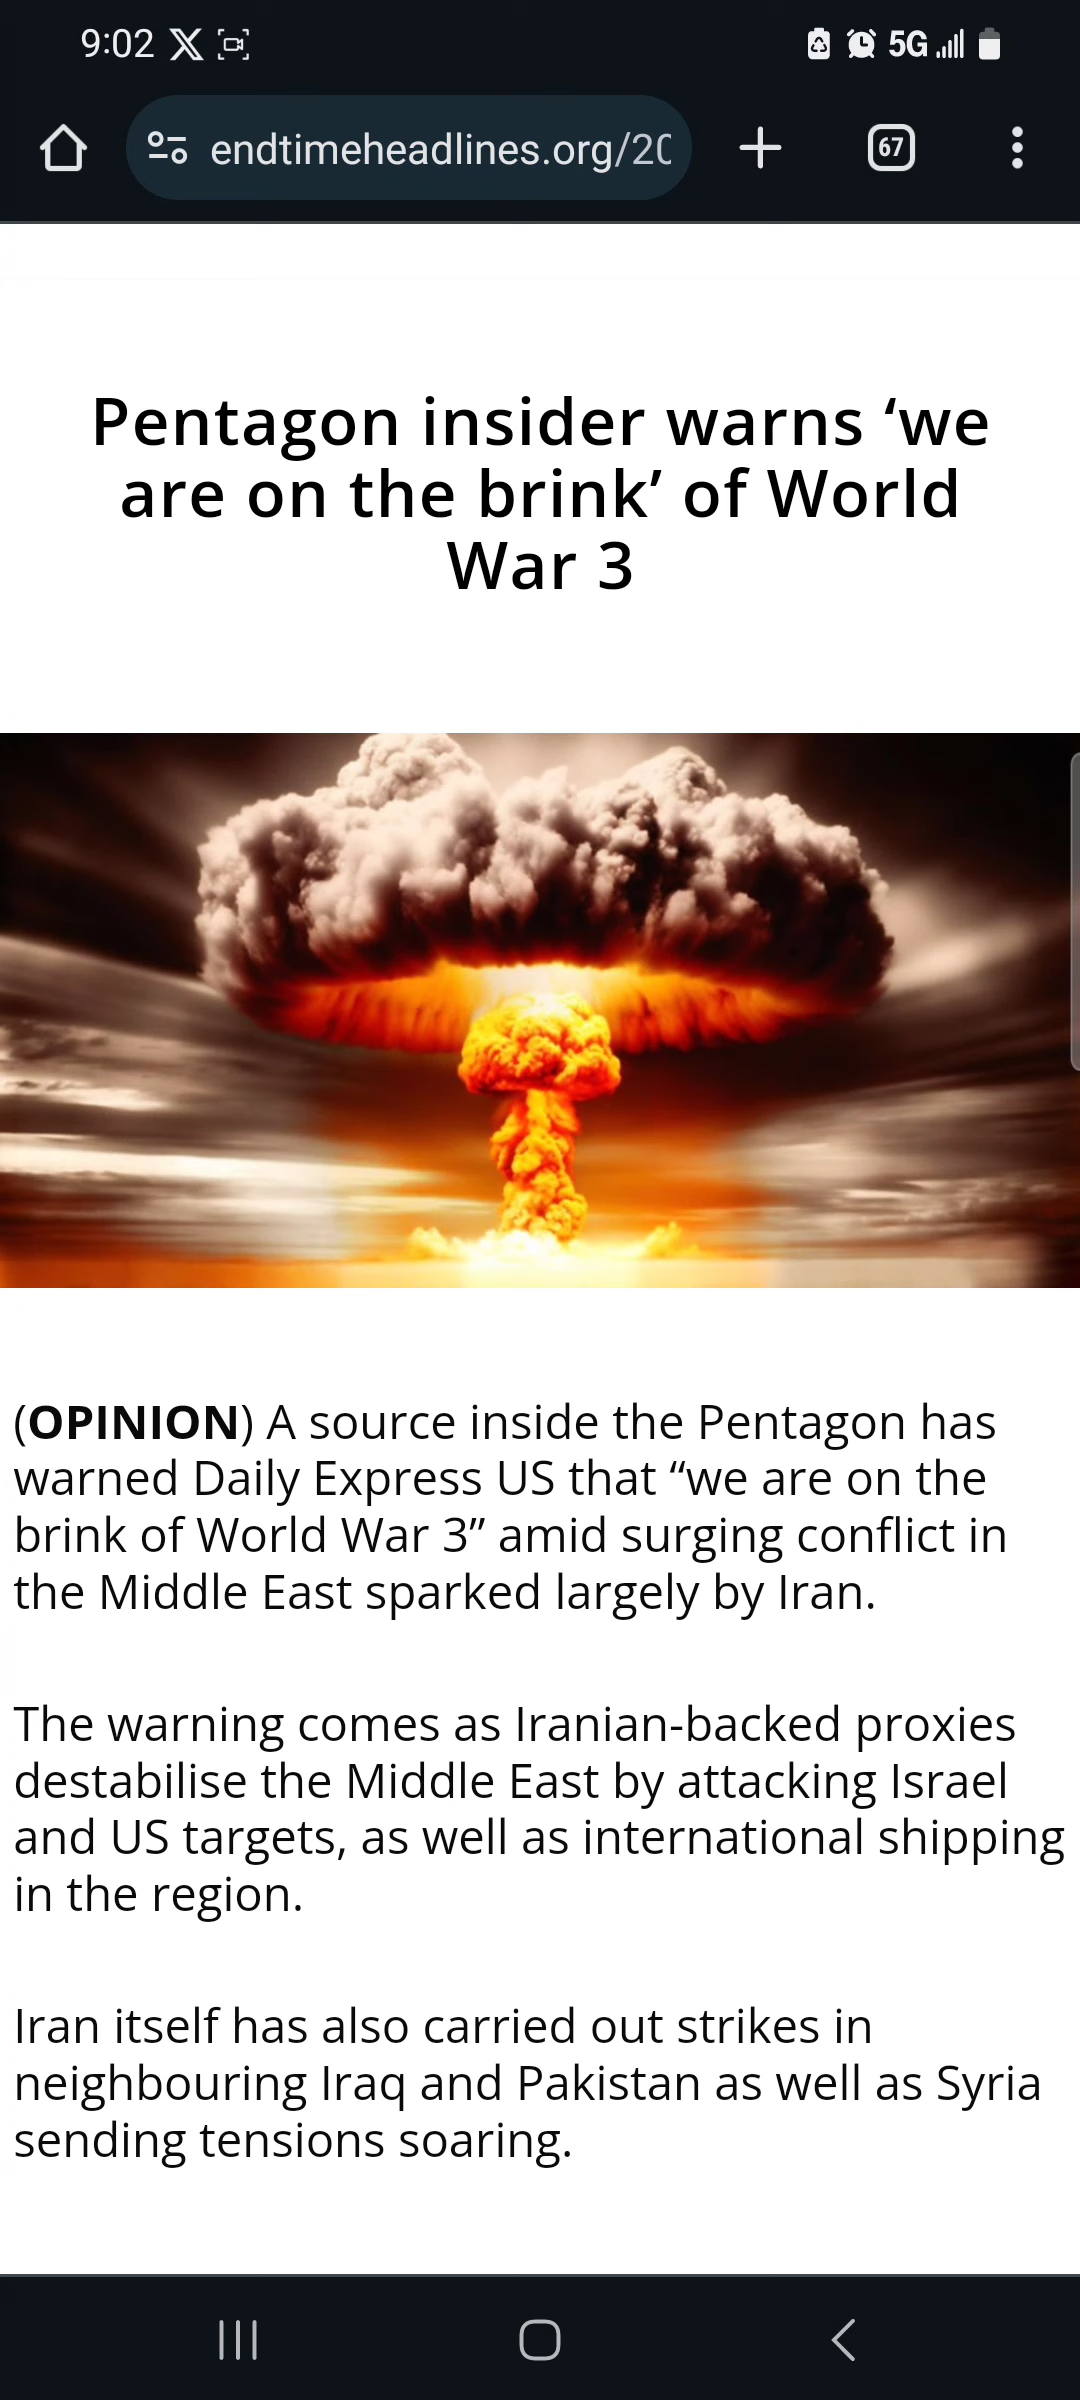 9:02
5G
endtimeheadlines.org/20
67
Pentagon insider warns ‘we
are on the brink’ of World
War 3
(OPINION) A source inside the Pentagon has
warned Daily Express US that “we are on the
brink of World War 3” amid surging conflict in
the Middle East sparked largely by Iran.
The warning comes as Iranian-backed proxies
destabilise the Middle East by attacking Israel
and US targets, as well as international shipping
in the region.
Iran itself has also carried out strikes in
neighbouring Iraq and Pakistan as well as Syria
sending tensions soaring.